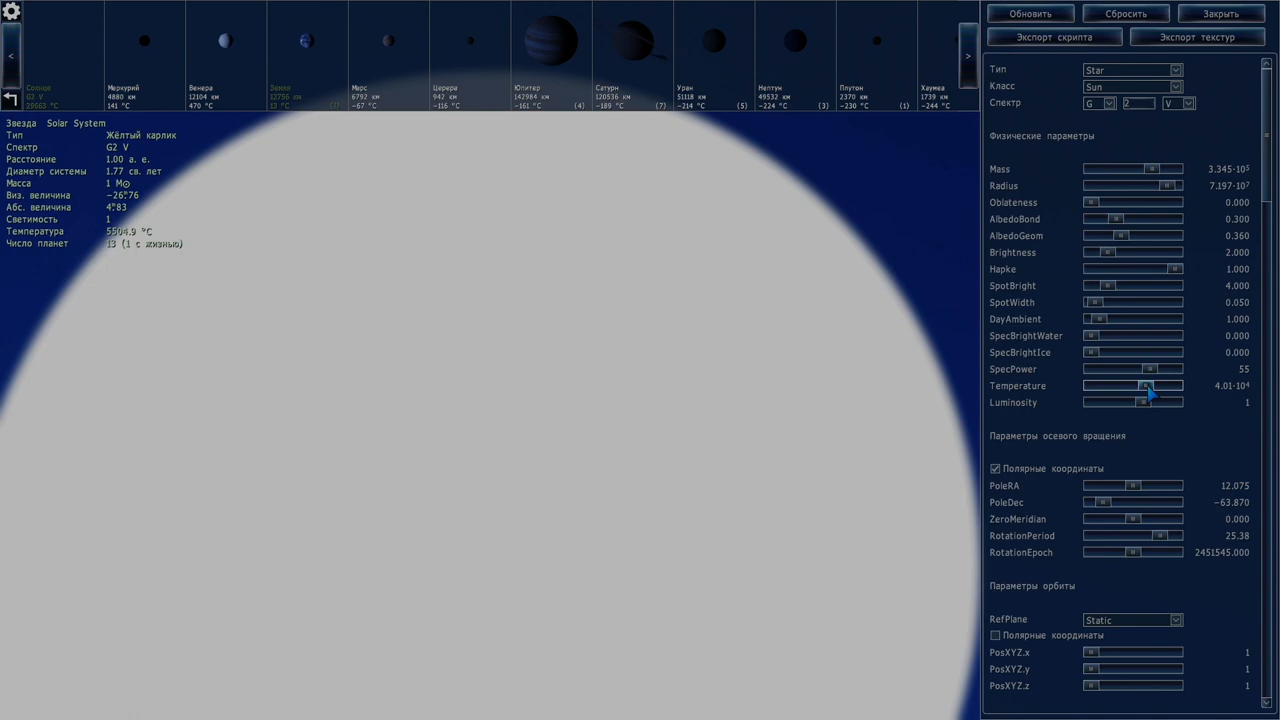 <
>
Солнце
G2 V
29663 °C
Меркурий
4880 км
141 °C
Венера
12104 км
470 °C
Земля
12756 км
13 °C
Марс
6792 км
−67 °C
Церера
942 км
−116 °C
Юпитер
142984 км
−161 °C (4)
Сатурн
120536 км
−189 °C (7)
Уран
51118 км
−214 °C (5)
Нептун
49532 км
−224 °C (3)
Плутон
2370 км
−230 °C (1)
Хаумеа
1739 км
−244 °C
Звезда Solar System
Тип Жёлтый карлик
Спектр G2 V
Расстояние 1.00 а. е.
Диаметр системы 1.77 св. лет
Масса 1 M⊙
Виз. величина −26.76
Абс. величина 4.83
Светимость 1
Температура 5504.9 °C
Число планет 13 (1 с жизнью)
Обновить Сбросить Закрыть
Экспорт скрипта Экспорт текстур
Тип Star
Класс Sun
Спектр G 2 V
Физические параметры
Mass 3.345·10⁵
Radius 7.197·10⁷
Oblateness 0.000
AlbedoBond 0.300
AlbedoGeom 0.360
Brightness 2.000
Hapke 1.000
SpotBright 4.000
SpotWidth 0.050
DayAmbient 1.000
SpecBrightWater 0.000
SpecBrightIce 0.000
SpecPower 55
Temperature 4.01·10⁴
Luminosity 1
Параметры осевого вращения
Полярные координаты
PoleRA 12.075
PoleDec −63.870
ZeroMeridian 0.000
RotationPeriod 25.38
RotationEpoch 2451545.000
Параметры орбиты
RefPlane Static
Полярные координаты
PosXYZ.x 1
PosXYZ.y 1
PosXYZ.z 1